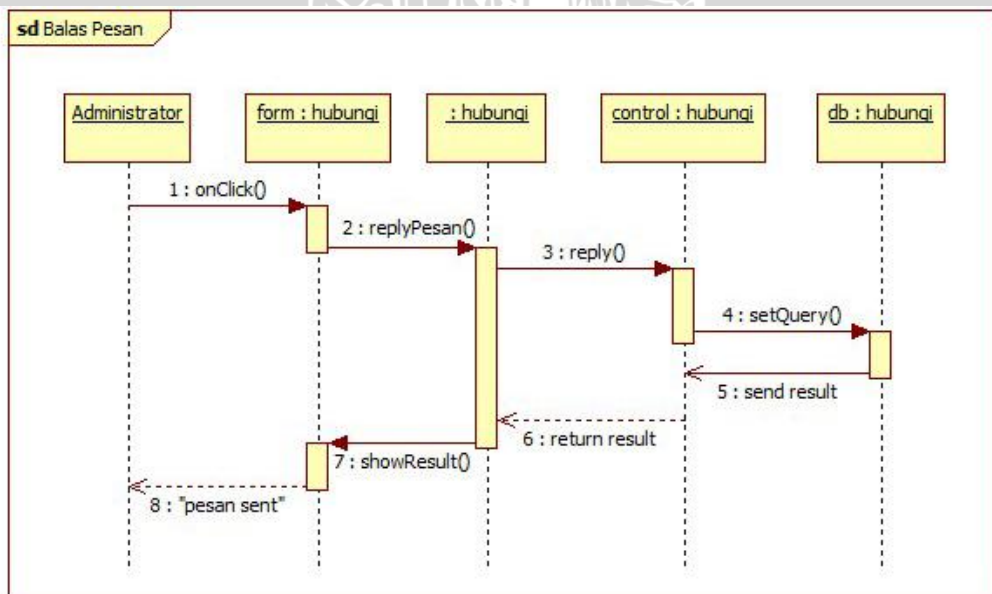 sd Balas Pesan
Administrator
form : hubungi
: hubungi
control : hubungi
db : hubungi
1 : onClick()
2 : replyPesan()
3 : reply()
4 : setQuery()
5 : send result
6 : return result
7 : showResult()
8 : "pesan sent"